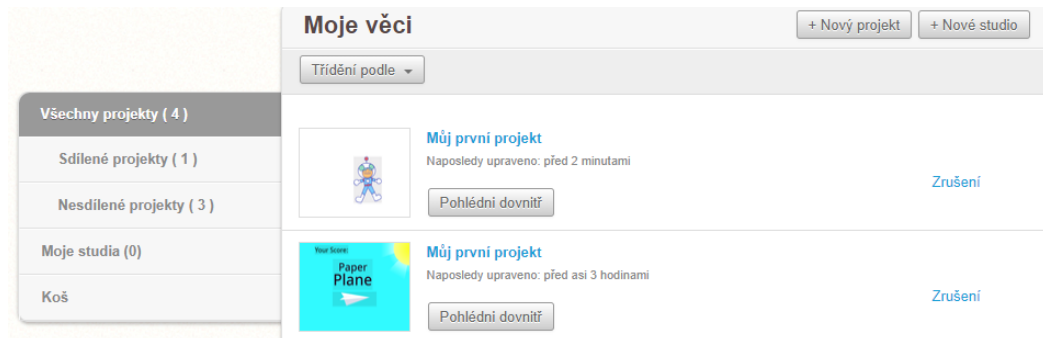 Moje věci
+ Nový projekt
+ Nové studio
Třídění podle
Všechny projekty ( 4 )
Sdílené projekty ( 1 )
Nesdílené projekty ( 3 )
Moje studia (0)
Koš
Můj první projekt
Naposledy upraveno: před 2 minutami
Pohlédni dovnitř
Zrušení
Your Score:
Paper
Plane
Můj první projekt
Naposledy upraveno: před asi 3 hodinami
Pohlédni dovnitř
Zrušení